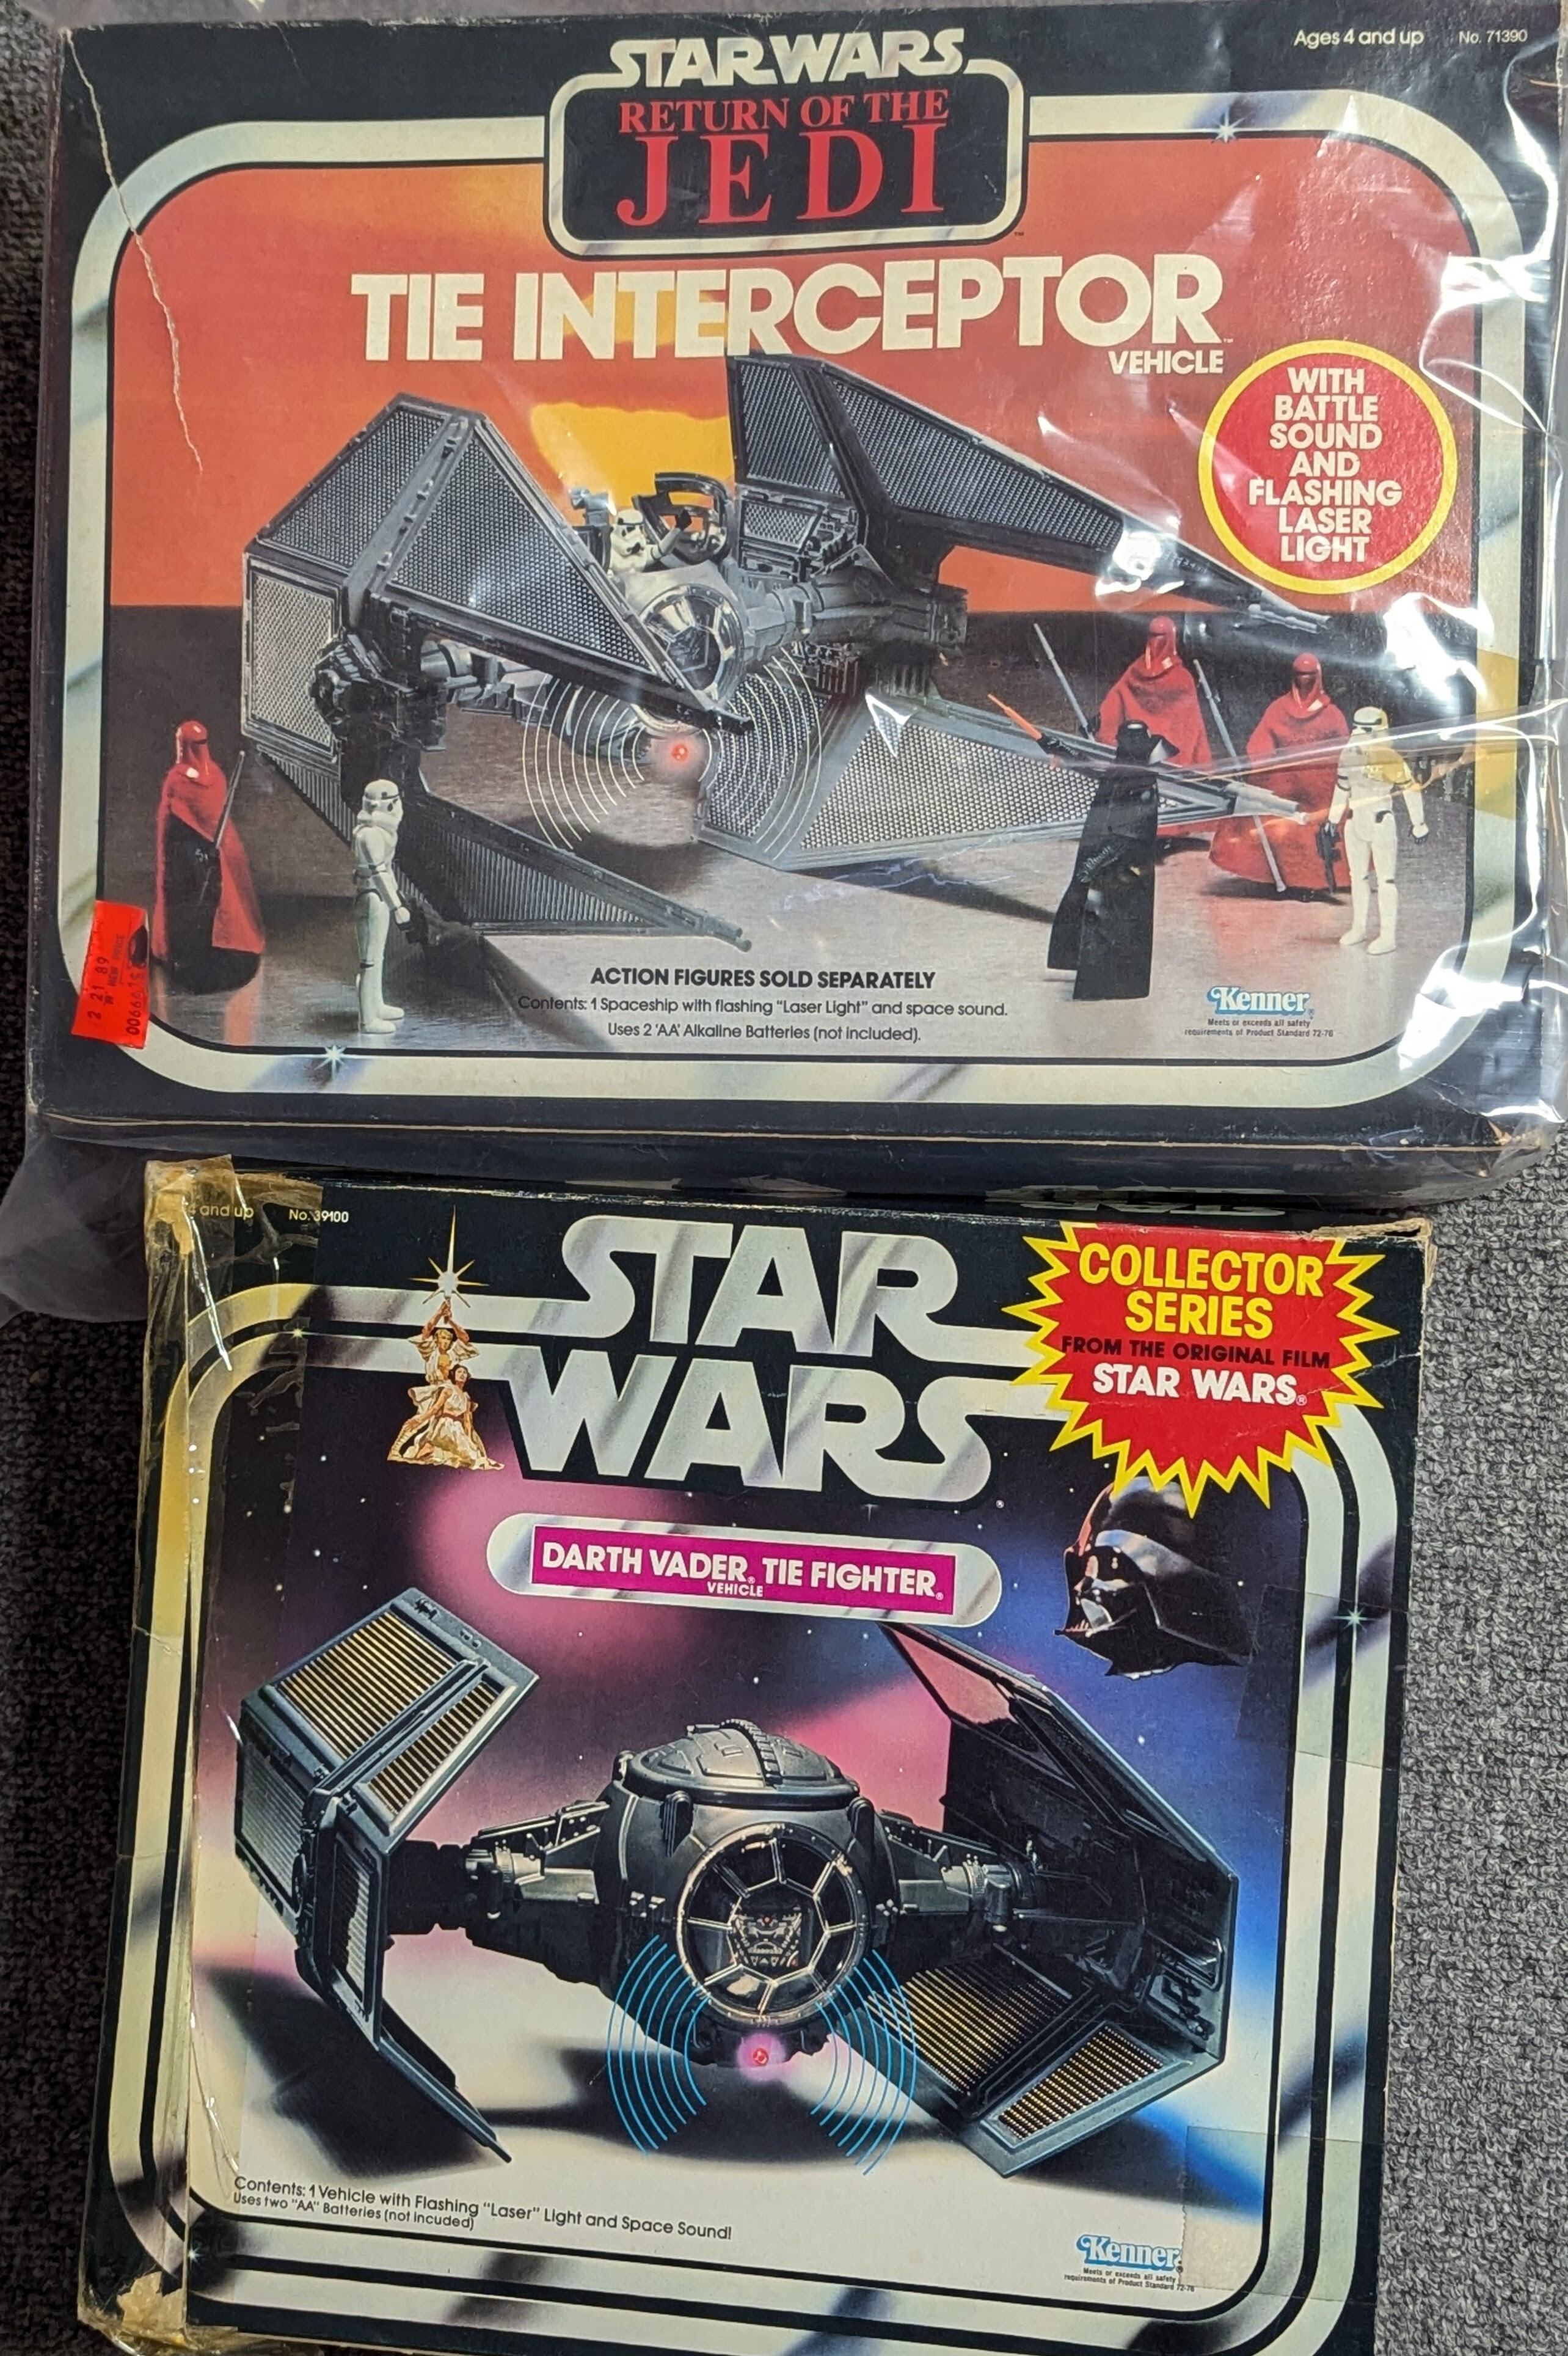 STAR WARS
RETURN OF THE
JEDI
™
Ages 4 and up No. 71390
TIE INTERCEPTOR™
VEHICLE
WITH
BATTLE
SOUND
AND
FLASHING
LASER
LIGHT
NEW PRICE
ACTION FIGURES SOLD SEPARATELY
Contents: 1 Spaceship with flashing "Laser Light" and space sound.
Uses 2 'AA' Alkaline Batteries (not included).
Kenner®
Meets or exceeds all safety
requirements of Product Standard 72-76
4 and up No. 39100
STAR
WARS®
COLLECTOR
SERIES
FROM THE ORIGINAL FILM
STAR WARS®
DARTH VADER® TIE FIGHTER®
VEHICLE
Contents: 1 Vehicle with Flashing "Laser" Light and Space Sound!
Uses two "AA" Batteries (not incuded)
Kenner®
Meets or exceeds all safety
requirements of Product Standard 72-76